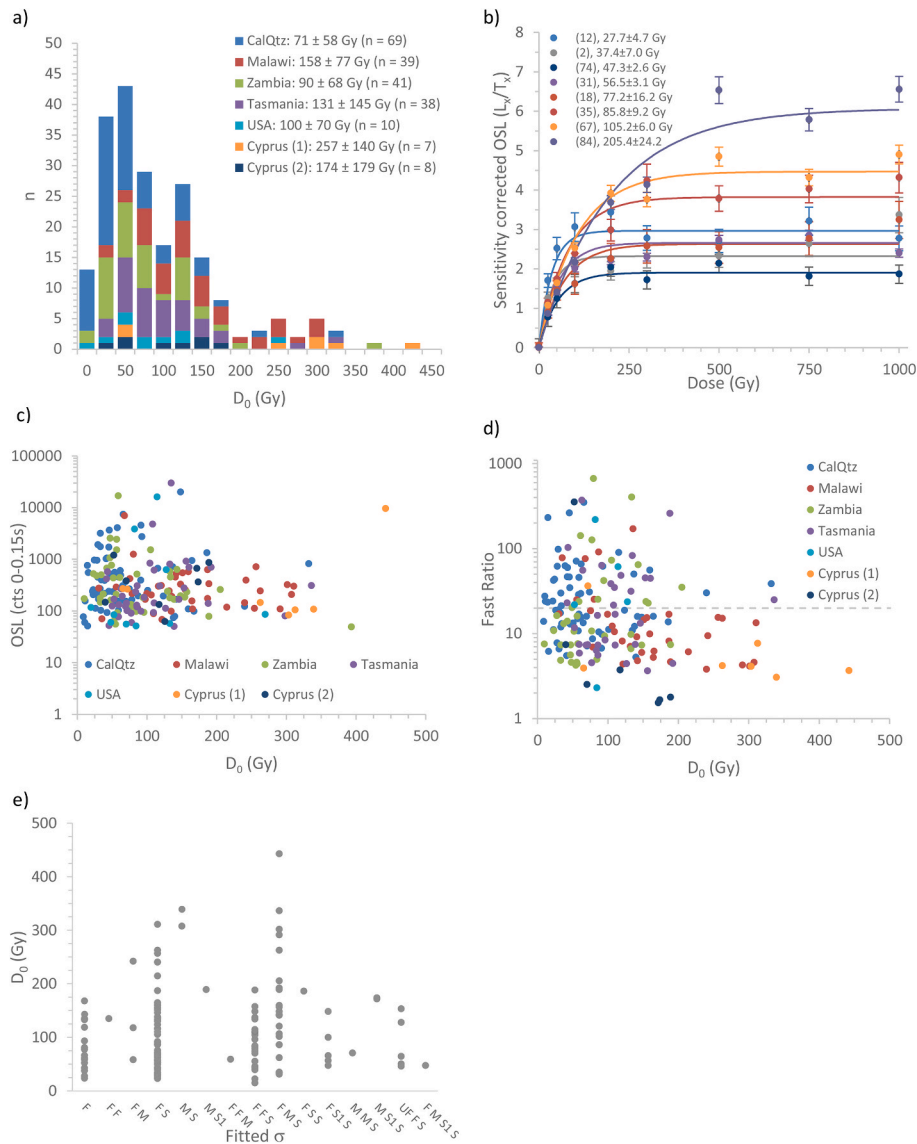 a)
CalQtz: 71 ± 58 Gy (n = 69)
Malawi: 158 ± 77 Gy (n = 39)
Zambia: 90 ± 68 Gy (n = 41)
Tasmania: 131 ± 145 Gy (n = 38)
USA: 100 ± 70 Gy (n = 10)
Cyprus (1): 257 ± 140 Gy (n = 7)
Cyprus (2): 174 ± 179 Gy (n = 8)
50
45
40
35
30
25
20
15
10
5
0
n
0 50 100 150 200 250 300 350 400 450
D₀ (Gy)
b)
(12), 27.7±4.7 Gy
(2), 37.4±7.0 Gy
(74), 47.3±2.6 Gy
(31), 56.5±3.1 Gy
(18), 77.2±16.2 Gy
(35), 85.8±9.2 Gy
(67), 105.2±6.0 Gy
(84), 205.4±24.2
8
7
6
5
4
3
2
1
0
Sensitivity corrected OSL (Lₓ/Tₓ)
0 250 500 750 1000
Dose (Gy)
c)
100000
10000
1000
100
10
1
OSL (cts 0-0.15s)
CalQtz Malawi Zambia Tasmania
USA Cyprus (1) Cyprus (2)
0 100 200 300 400 500
D₀ (Gy)
d)
1000
100
10
1
Fast Ratio
CalQtz
Malawi
Zambia
Tasmania
USA
Cyprus (1)
Cyprus (2)
0 100 200 300 400 500
D₀ (Gy)
e)
500
400
300
200
100
0
D₀ (Gy)
F
F F
F M
F S
M S
M S1
F F M
F F S
F M S
F S S
F S1 S
M M S
M S1 S
UF F S
F M S1 S
Fitted σ